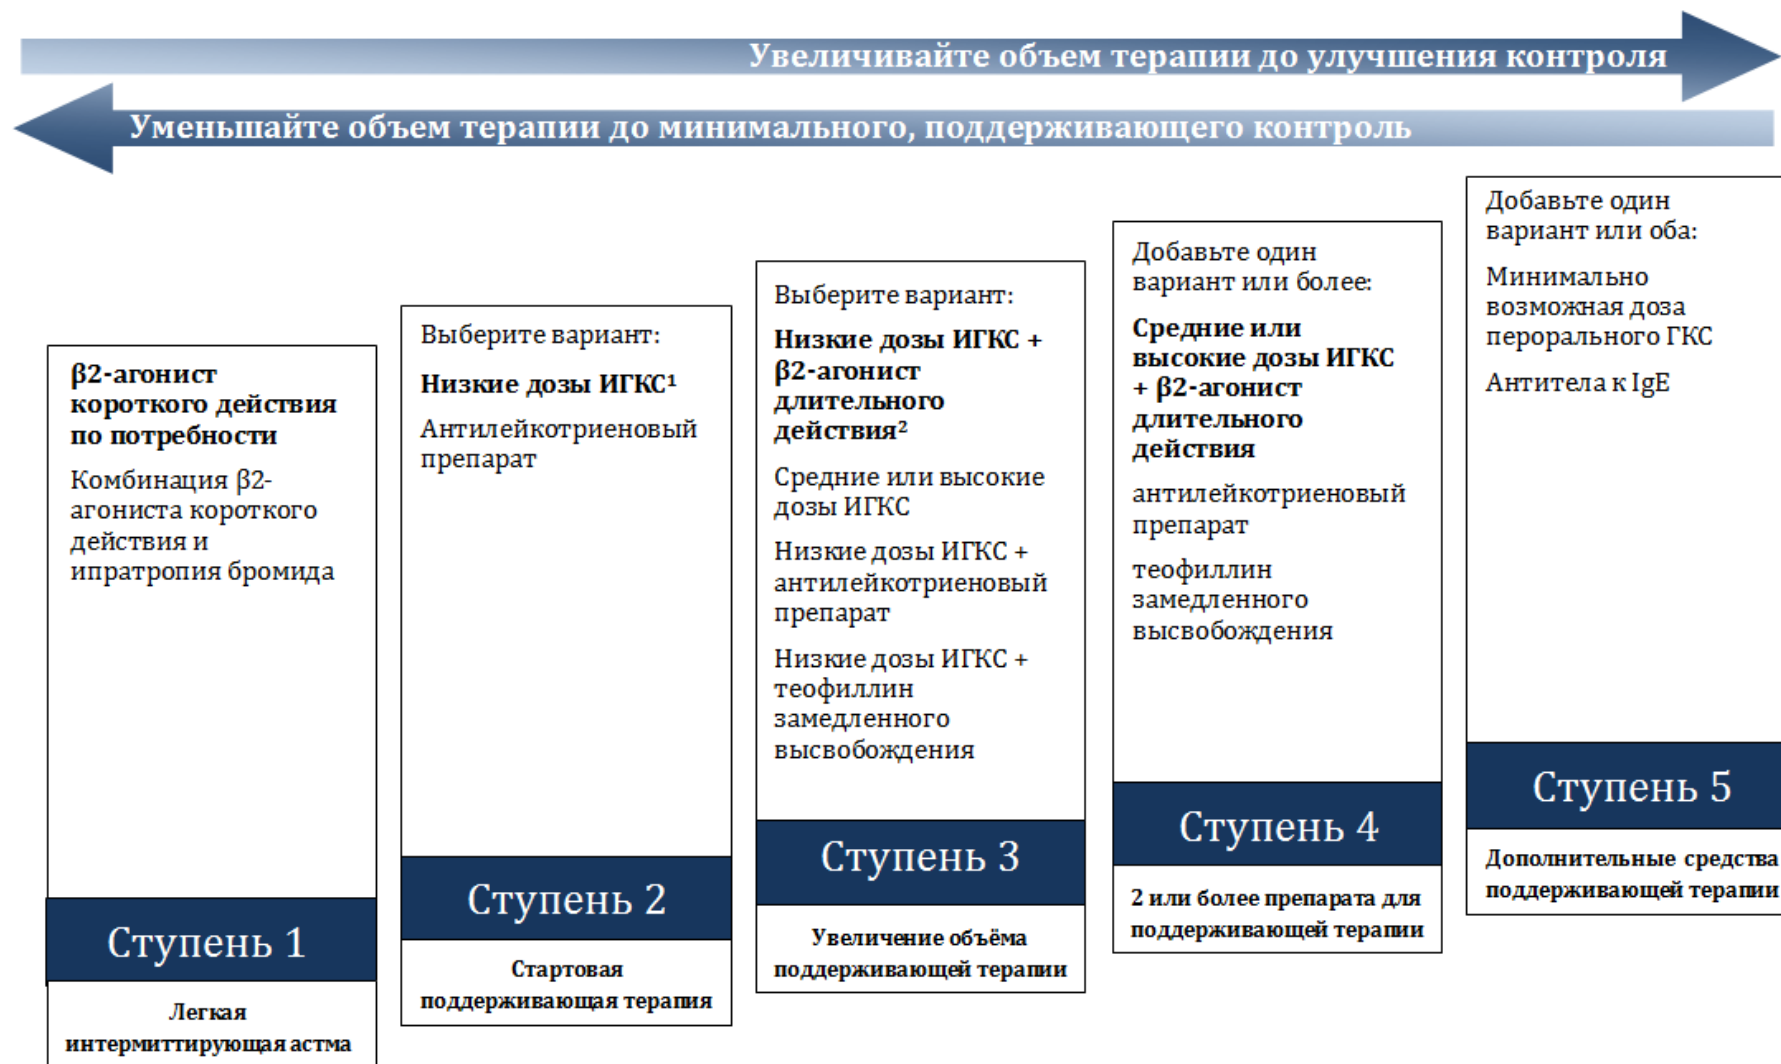 Увеличивайте объем терапии до улучшения контроля
Уменьшайте объем терапии до минимального, поддерживающего контроль
β2-агонист
короткого действия
по потребности
Комбинация β2-
агониста короткого
действия и
ипратропия бромида
Ступень 1
Легкая
интермиттирующая астма
Выберите вариант:
Низкие дозы ИГКС¹
Антилейкотриеновый
препарат
Ступень 2
Стартовая
поддерживающая терапия
Выберите вариант:
Низкие дозы ИГКС +
β2-агонист
длительного
действия²
Средние или высокие
дозы ИГКС
Низкие дозы ИГКС +
антилейкотриеновый
препарат
Низкие дозы ИГКС +
теофиллин
замедленного
высвобождения
Ступень 3
Увеличение объёма
поддерживающей терапии
Добавьте один
вариант или более:
Средние или
высокие дозы ИГКС
+ β2-агонист
длительного
действия
антилейкотриеновый
препарат
теофиллин
замедленного
высвобождения
Ступень 4
2 или более препарата для
поддерживающей терапии
Добавьте один
вариант или оба:
Минимально
возможная доза
перорального ГКС
Антитела к IgE
Ступень 5
Дополнительные средства
поддерживающей терапии